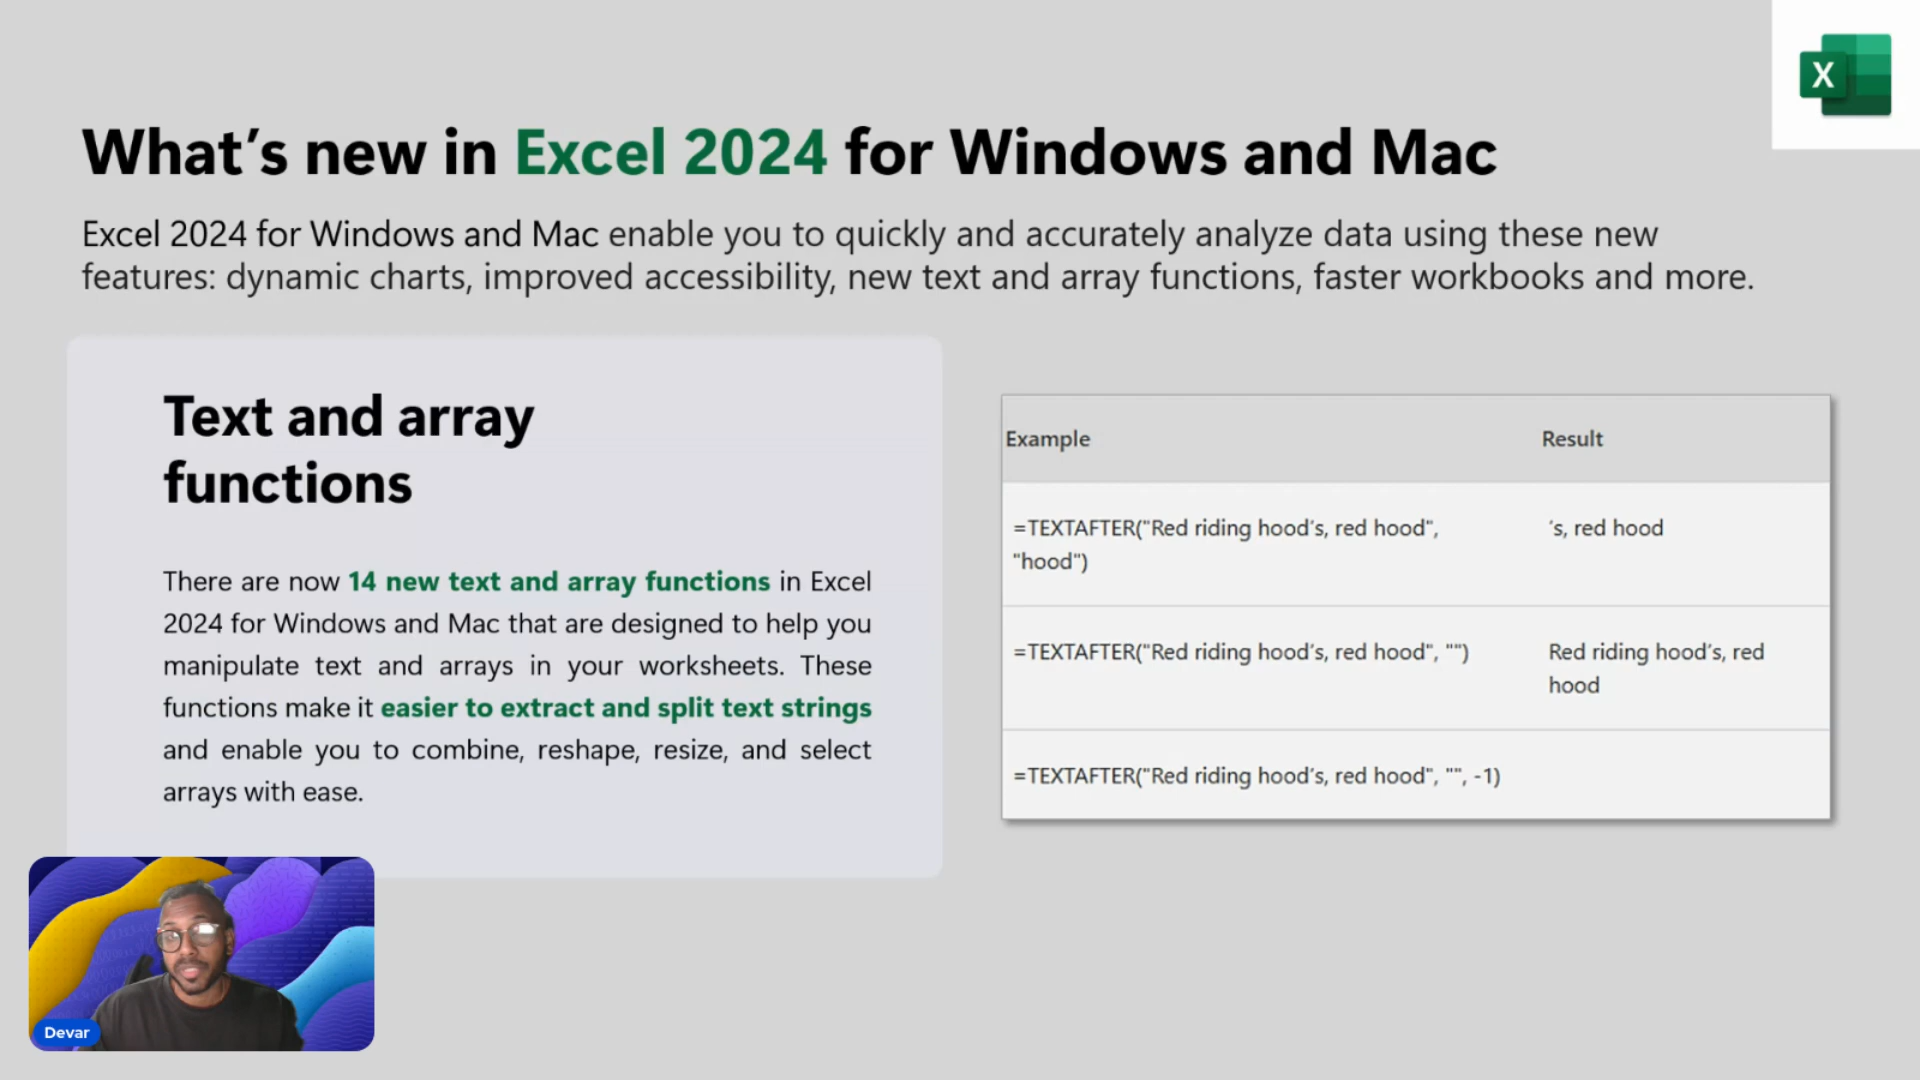 X
What’s new in Excel 2024 for Windows and Mac
Excel 2024 for Windows and Mac enable you to quickly and accurately analyze data using these new
features: dynamic charts, improved accessibility, new text and array functions, faster workbooks and more.
Text and array
functions
There are now 14 new text and array functions in Excel
2024 for Windows and Mac that are designed to help you
manipulate text and arrays in your worksheets. These
functions make it easier to extract and split text strings
and enable you to combine, reshape, resize, and select
arrays with ease.
Example Result
=TEXTAFTER("Red riding hood’s, red hood", ’s, red hood
"hood")
=TEXTAFTER("Red riding hood’s, red hood", "") Red riding hood’s, red
hood
=TEXTAFTER("Red riding hood’s, red hood", "", -1)
Devar